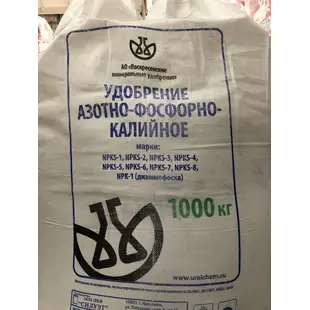 АО «Воскресенские
минеральные удобрения»
УДОБРЕНИЕ
АЗОТНО-ФОСФОРНО-
КАЛИЙНОЕ
марки:
NPKS-1, NPKS-2, NPKS-3, NPKS-4,
NPKS-5, NPKS-6, NPKS-7, NPKS-8,
NPK-1 (диаммофоска)
1000 кг
www.uralchem.ru
"СИЛУЭТ"